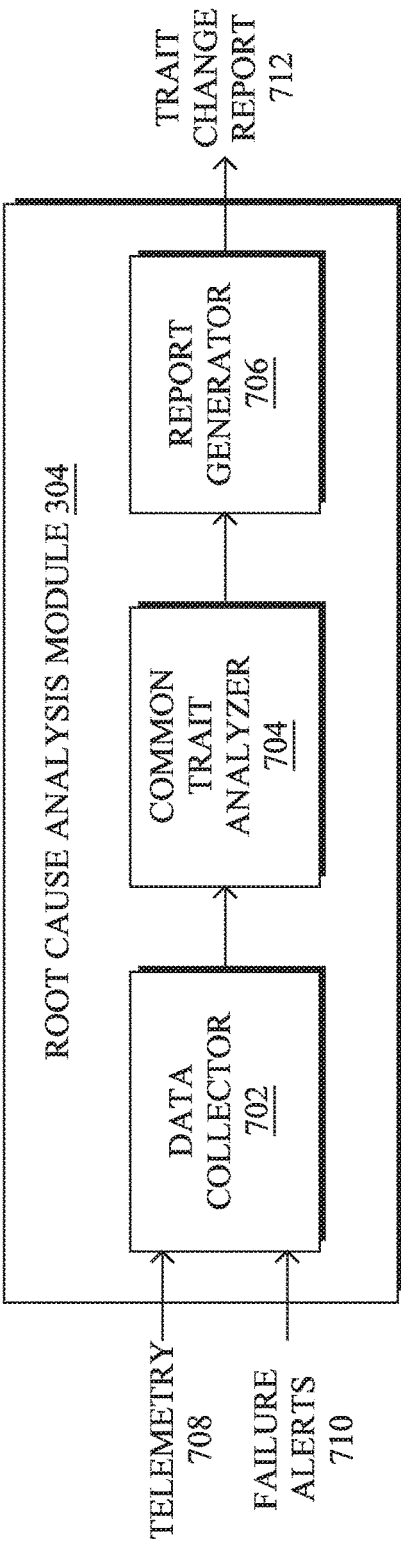 ROOT CAUSE ANALYSIS MODULE 304
TELEMETRY
708
FAILURE
ALERTS
710
DATA
COLLECTOR
702
COMMON
TRAIT
ANALYZER
704
REPORT
GENERATOR
706
TRAIT
CHANGE
REPORT
712